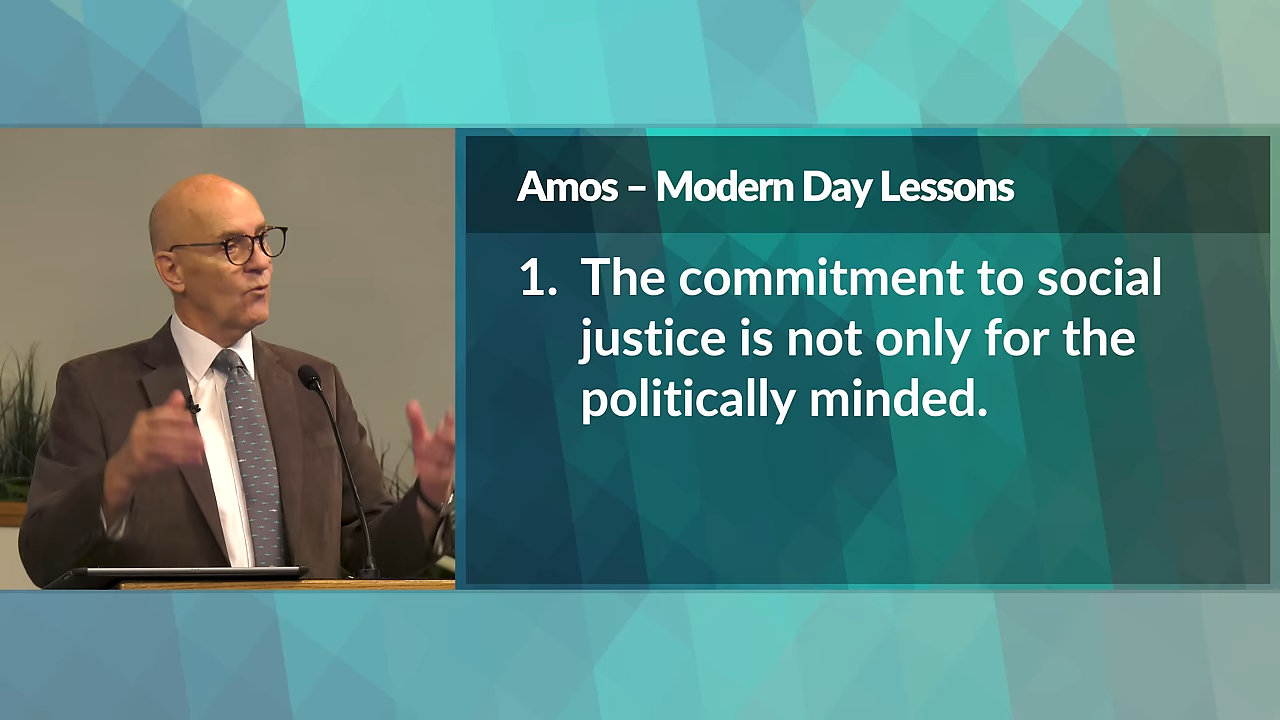 Amos – Modern Day Lessons
1. The commitment to social
justice is not only for the
politically minded.